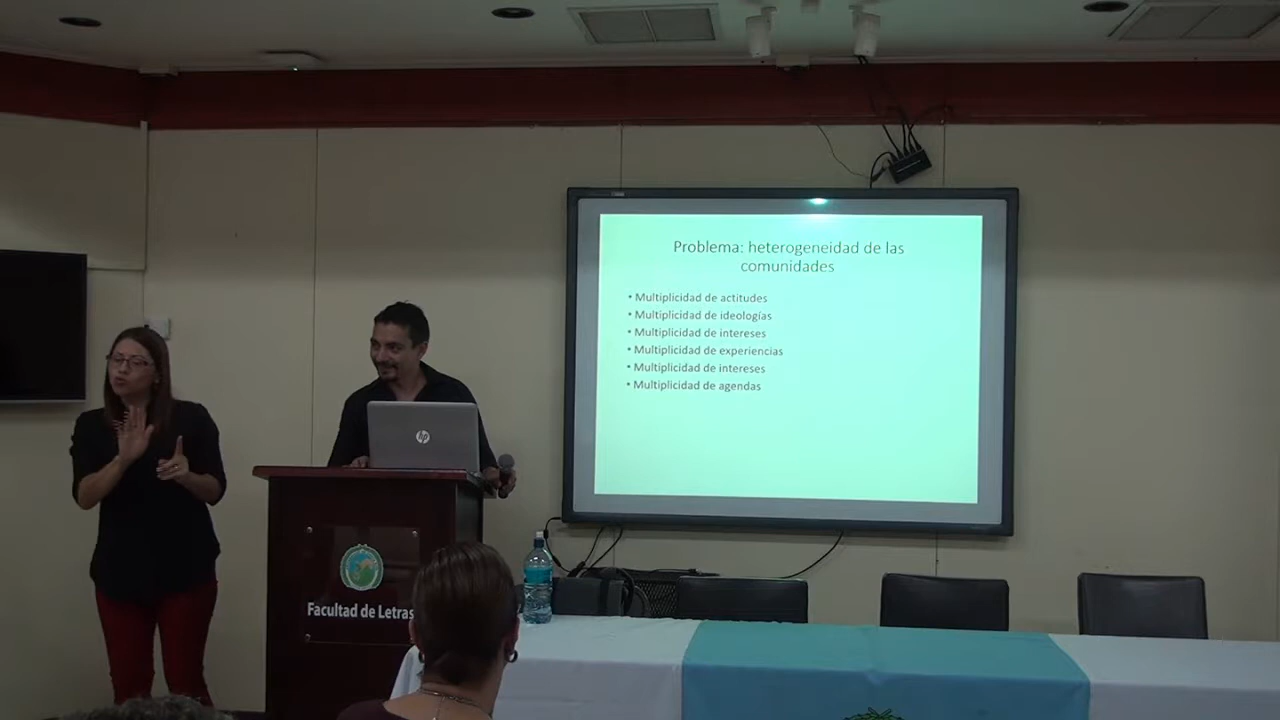 Problema: heterogeneidad de las
comunidades
• Multiplicidad de actitudes
• Multiplicidad de ideologías
• Multiplicidad de intereses
• Multiplicidad de experiencias
• Multiplicidad de intereses
• Multiplicidad de agendas
hp
Facultad de Letras